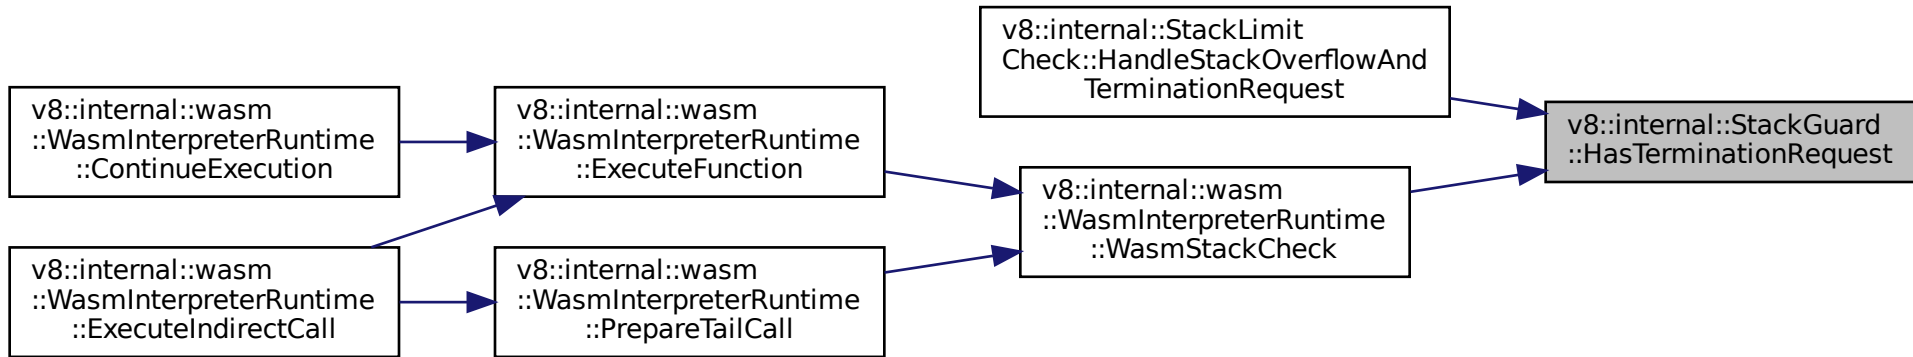 v8::internal::StackLimit
Check::HandleStackOverflowAnd
TerminationRequest
v8::internal::wasm
::WasmInterpreterRuntime
::ContinueExecution
v8::internal::wasm
::WasmInterpreterRuntime
::ExecuteFunction
v8::internal::StackGuard
::HasTerminationRequest
v8::internal::wasm
::WasmInterpreterRuntime
::WasmStackCheck
v8::internal::wasm
::WasmInterpreterRuntime
::ExecuteIndirectCall
v8::internal::wasm
::WasmInterpreterRuntime
::PrepareTailCall